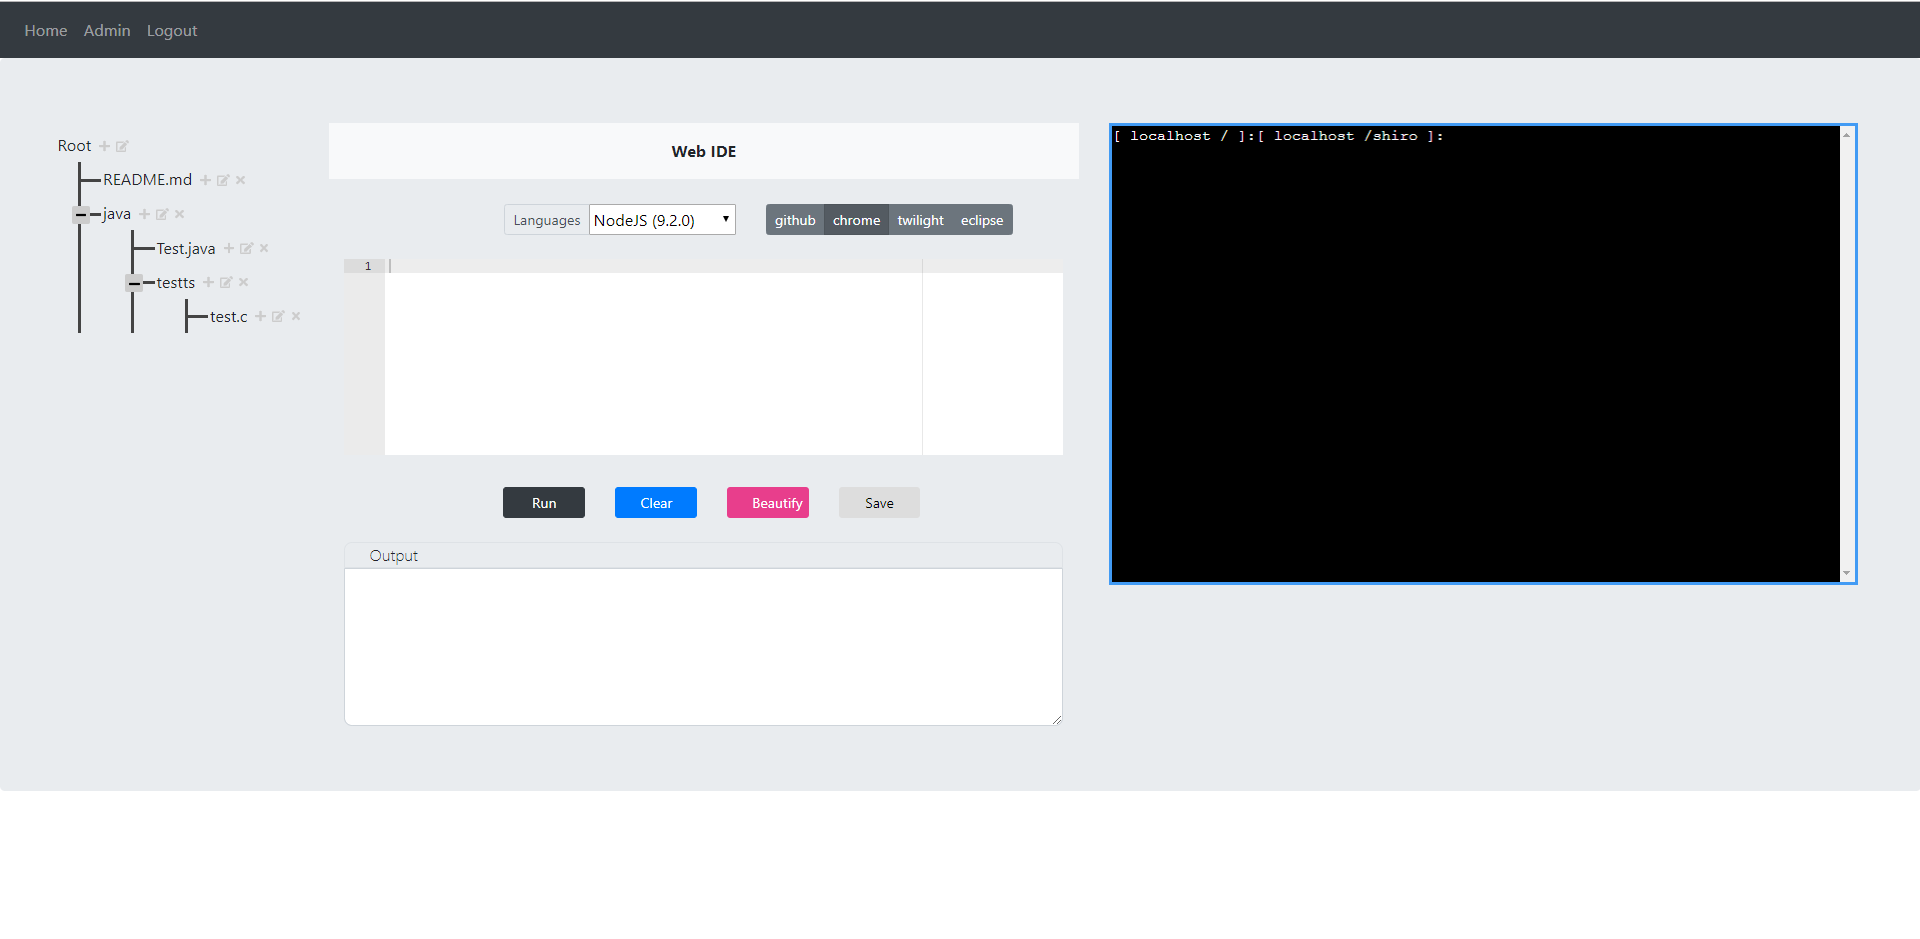 Home Admin Logout
Root
README.md
java
Test.java
testts
test.c
Web IDE
Languages NodeJS (9.2.0) github chrome twilight eclipse
1
Run Clear Beautify Save
Output
[ localhost / ]:[ localhost /shiro ]: